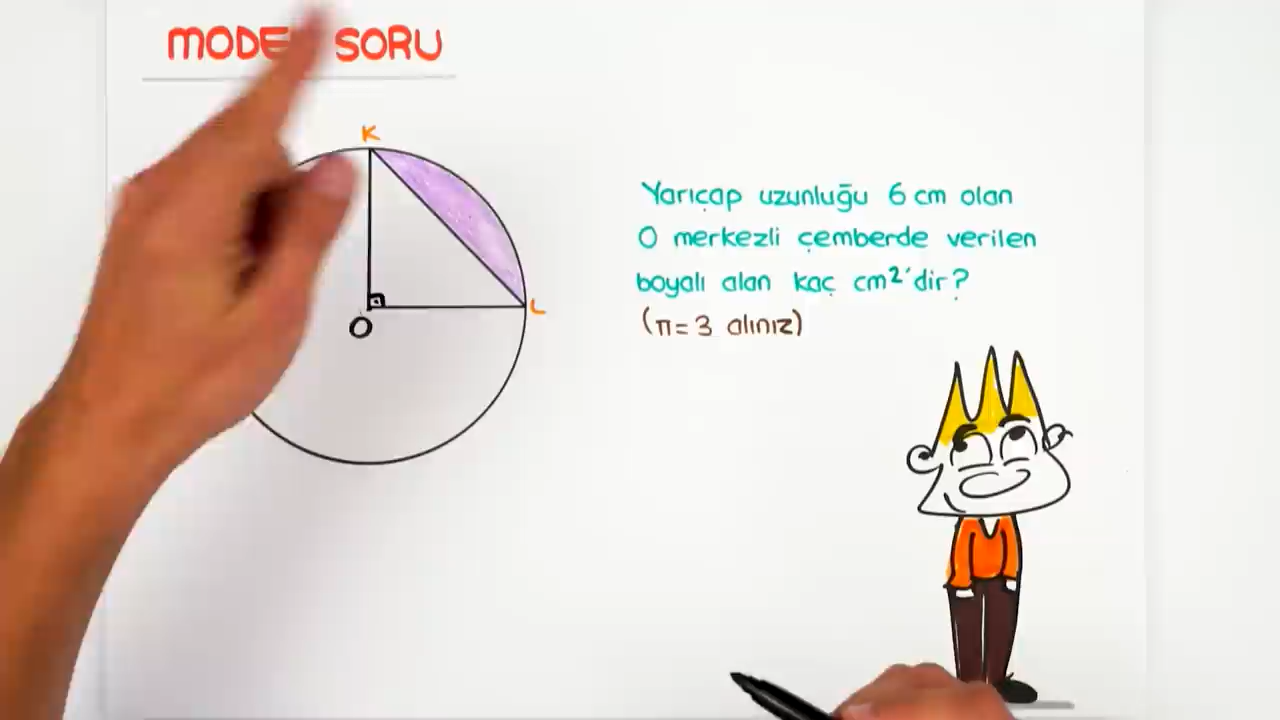 MODE SORU
K
L
O
Yarıçap uzunluğu 6 cm olan
O merkezli çemberde verilen
boyalı alan kaç cm²'dir?
(π=3 alınız)